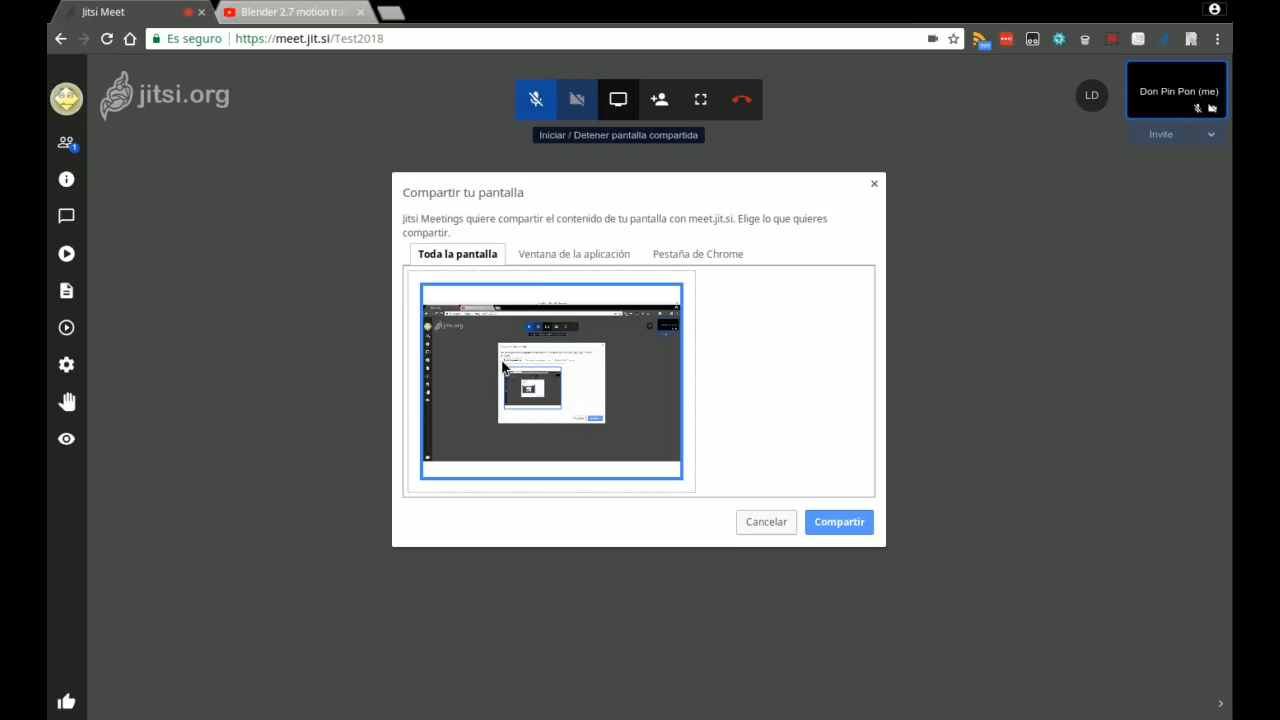 Jitsi Meet
Blender 2.7 motion tra
Es seguro
https://meet.jit.si/Test2018
jitsi.org
LD
Don Pin Pon (me)
Iniciar / Detener pantalla compartida
Invite
1
Compartir tu pantalla
Jitsi Meetings quiere compartir el contenido de tu pantalla con meet.jit.si. Elige lo que quieres
compartir.
Toda la pantalla
Ventana de la aplicación
Pestaña de Chrome
Cancelar
Compartir